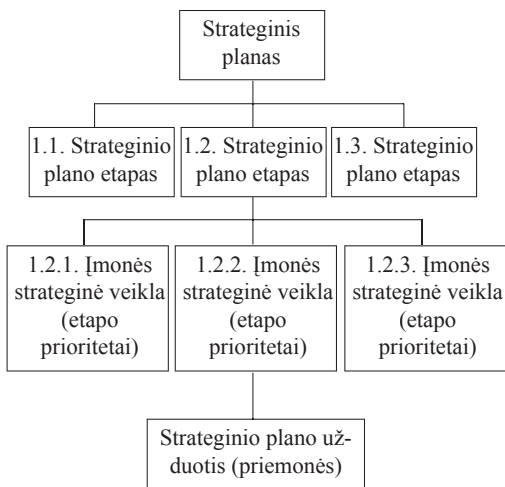 Strateginis
planas
1.1. Strateginio
plano etapas
1.2. Strateginio
plano etapas
1.3. Strateginio
plano etapas
1.2.1. Įmonės
strateginė veikla
(etapo
prioritetai)
1.2.2. Įmonės
strateginė veikla
(etapo
prioritetai)
1.2.3. Įmonės
strateginė veikla
(etapo
prioritetai)
Strateginio plano už-
duotis (priemonės)